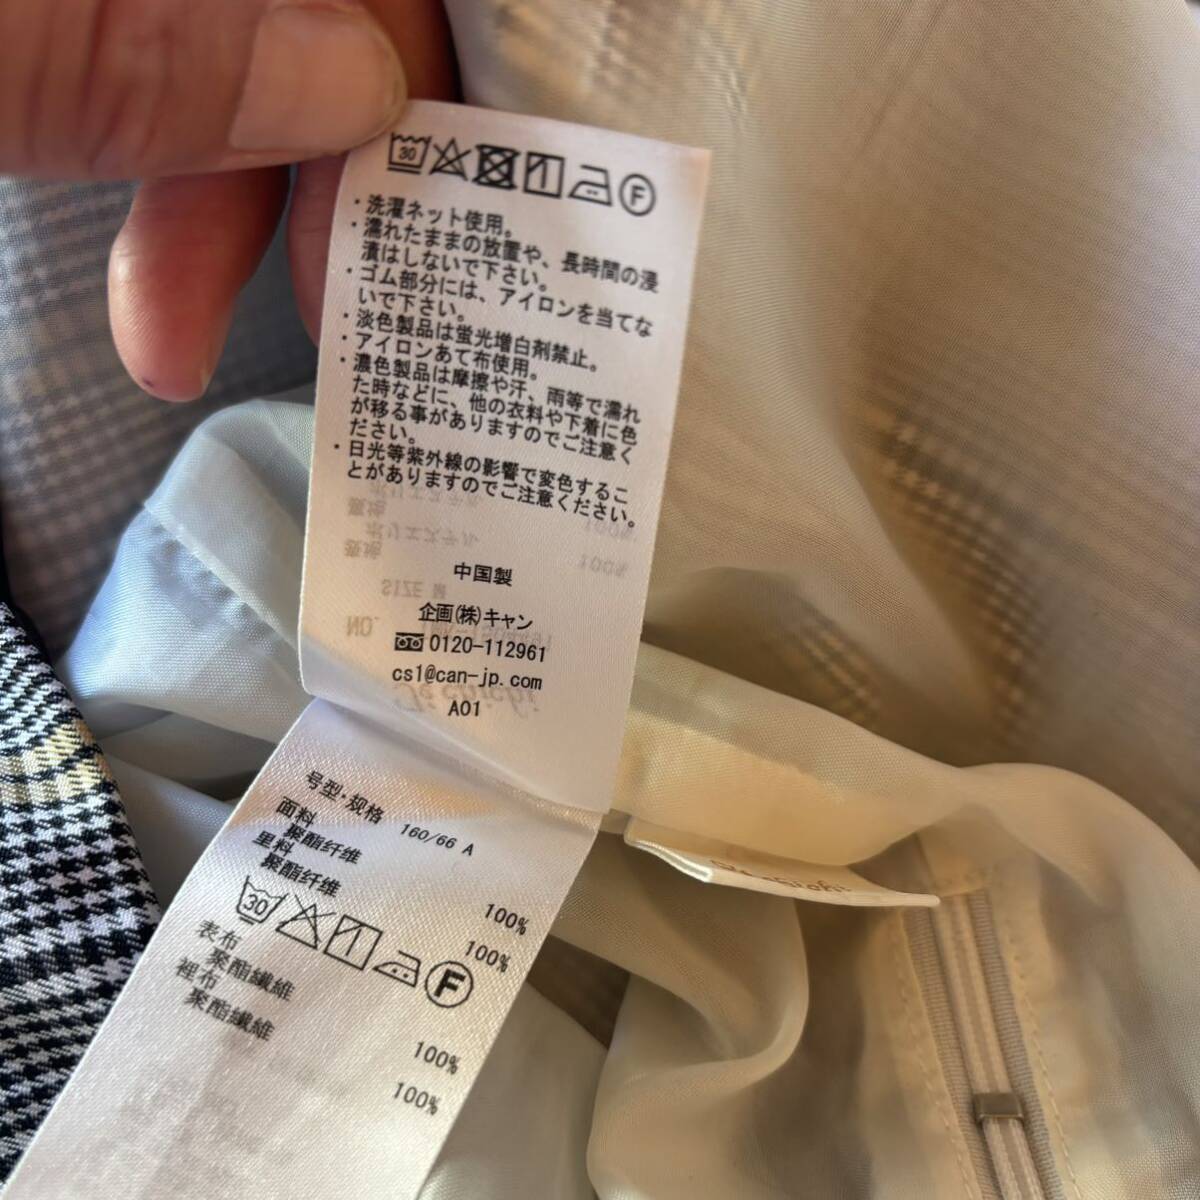 30 F
・洗濯ネット使用。
・濡れたままの放置や、長時間の浸
漬はしないで下さい。
・ゴム部分には、アイロンを当てな
いで下さい。
・淡色製品は蛍光増白剤禁止。
・アイロンあて布使用。
・濃色製品は摩擦や汗、雨等で濡れ
た時などに、他の衣料や下着に色
が移る事がありますのでご注意く
ださい。
・日光等紫外線の影響で変色するこ
とがありますのでご注意ください。
中国製
企画(株)キャン
0120-112961
cs1@can-jp.com
A01
号型·规格 160/66 A
面料
聚酯纤维 100%
里料
聚酯纤维 100%
30 F
表布
聚酯纖維 100%
裡布
聚酯纖維 100%